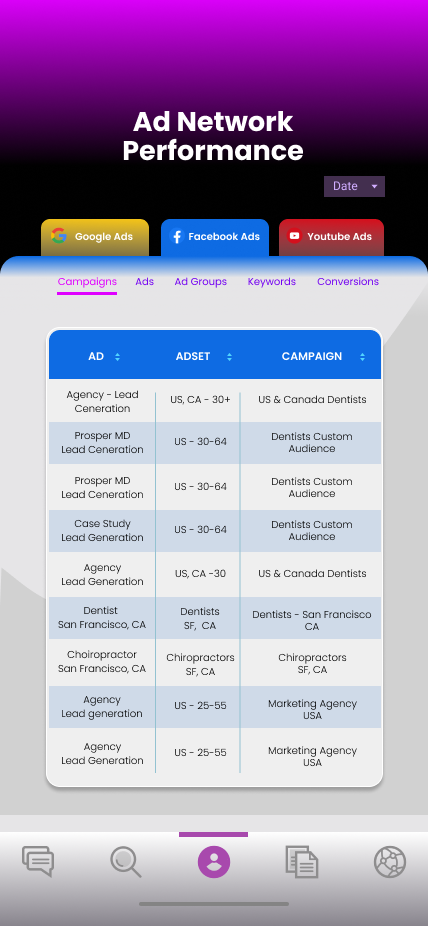 Ad Network
Performance
Date
Google Ads
Facebook Ads
Youtube Ads
Campaigns
Ads
Ad Groups
Keywords
Conversions
AD
ADSET
CAMPAIGN
Agency - Lead
Ceneration
US, CA - 30+
US & Canada Dentists
Prosper MD
Lead Ceneration
US - 30-64
Dentists Custom
Audience
Prosper MD
Lead Ceneration
US - 30-64
Dentists Custom
Audience
Case Study
Lead Generation
US - 30-64
Dentists Custom
Audience
Agency
Lead Generation
US, CA -30
US & Canada Dentists
Dentist
San Francisco, CA
Dentists
SF, CA
Dentists - San Francisco
CA
Choiropractor
San Francisco, CA
Chiropractors
SF, CA
Chiropractors
SF, CA
Agency
Lead generation
US - 25-55
Marketing Agency
USA
Agency
Lead Generation
US - 25-55
Marketing Agency
USA